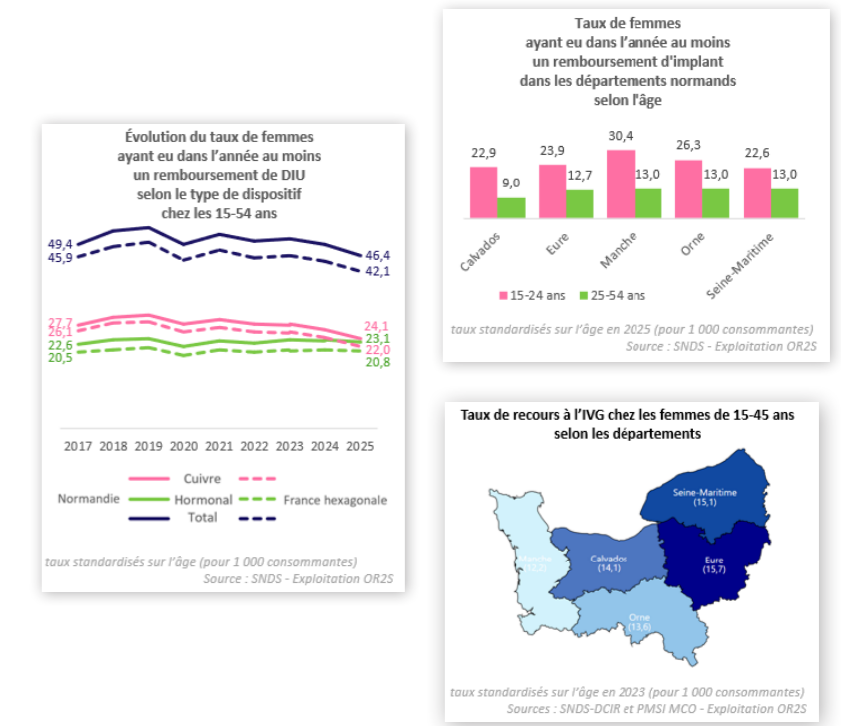 Évolution du taux de femmes
ayant eu dans l'année au moins
un remboursement de DIU
selon le type de dispositif
chez les 15-54 ans
49,4
45,9
46,4
42,1
27,7
26,1
24,1
23,1
22,6
22,0
20,5
20,8
2017 2018 2019 2020 2021 2022 2023 2024 2025
Cuivre
Normandie Hormonal France hexagonale
Total
taux standardisés sur l'âge (pour 1 000 consommantes)
Source : SNDS - Exploitation OR2S
Taux de femmes
ayant eu dans l'année au moins
un remboursement d'implant
dans les départements normands
selon l'âge
22,9 9,0 23,9 12,7 30,4 13,0 26,3 13,0 22,6 13,0
Calvados Eure Manche Orne Seine-Maritime
15-24 ans 25-54 ans
taux standardisés sur l'âge en 2025 (pour 1 000 consommantes)
Source : SNDS - Exploitation OR2S
Taux de recours à l'IVG chez les femmes de 15-45 ans
selon les départements
Seine-Maritime
(15,1)
Manche
(12,2)
Calvados
(14,1)
Eure
(15,7)
Orne
(13,6)
taux standardisés sur l'âge en 2023 (pour 1 000 consommantes)
Sources : SNDS-DCIR et PMSI MCO - Exploitation OR2S